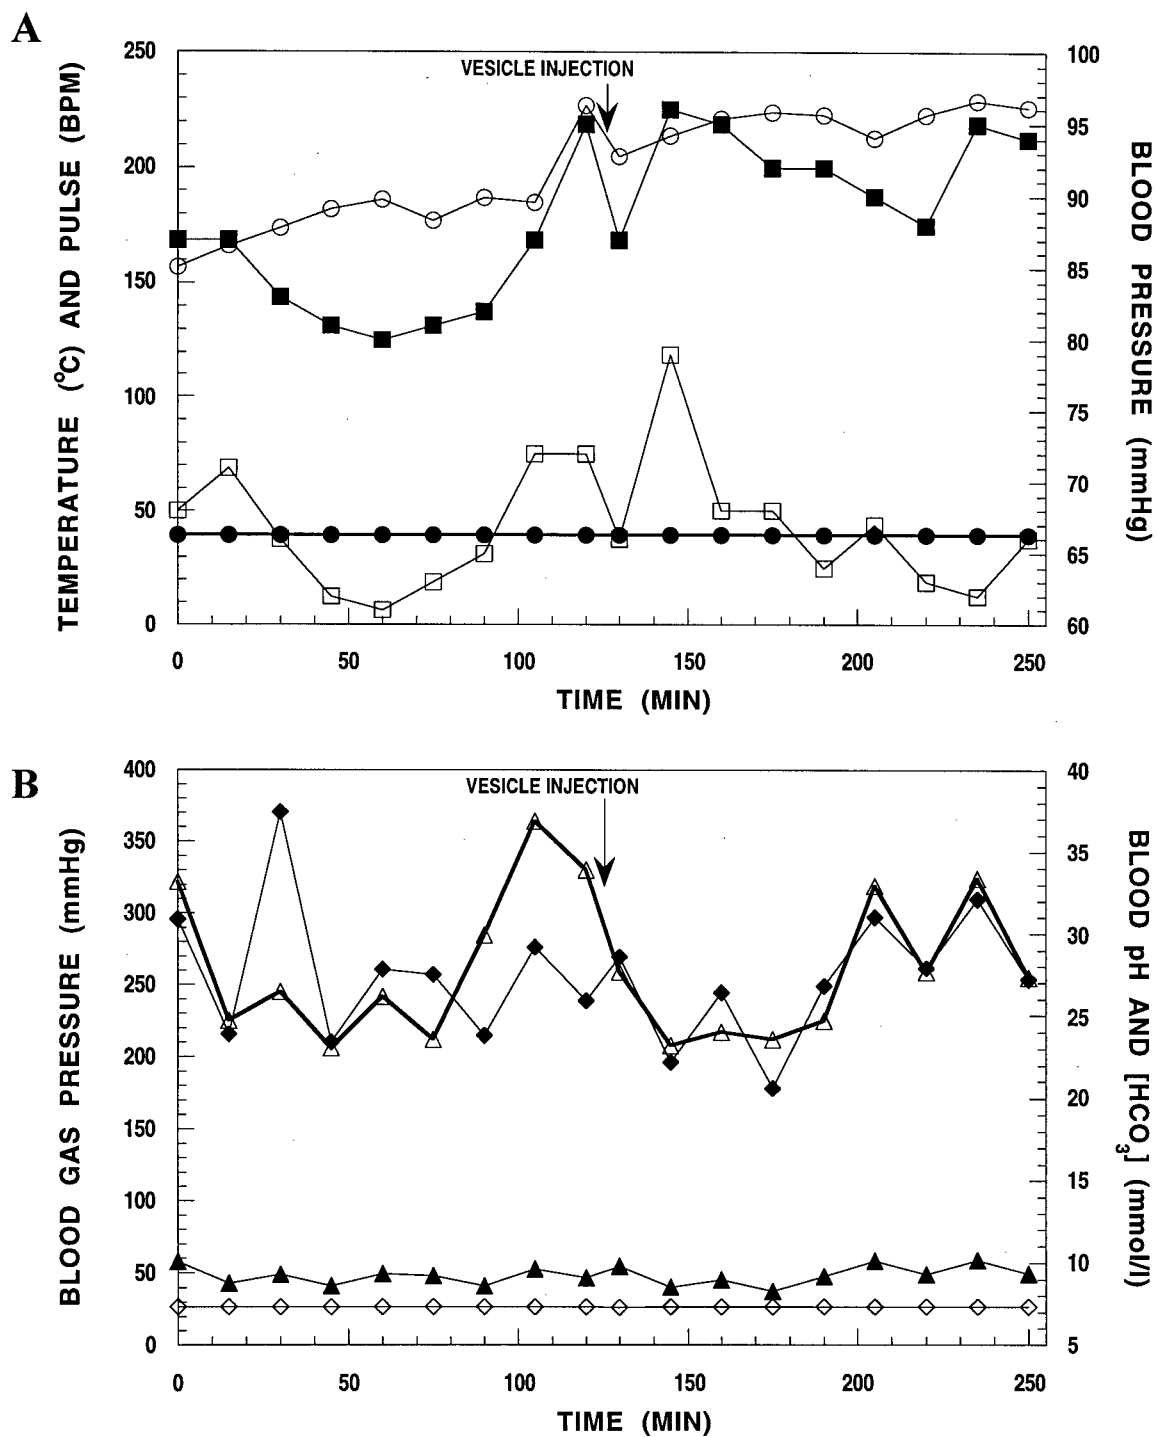 A
VESICLE INJECTION
TEMPERATURE (°C) AND PULSE (BPM)
250
200
150
100
50
0
100
95
90
85
80
75
70
65
60
BLOOD PRESSURE (mmHg)
0 50 100 150 200 250
TIME (MIN)
B
VESICLE INJECTION
BLOOD GAS PRESSURE (mmHg)
400
350
300
250
200
150
100
50
0
40
35
30
25
20
15
10
5
BLOOD pH AND [HCO3] (mmol/l)
0 50 100 150 200 250
TIME (MIN)